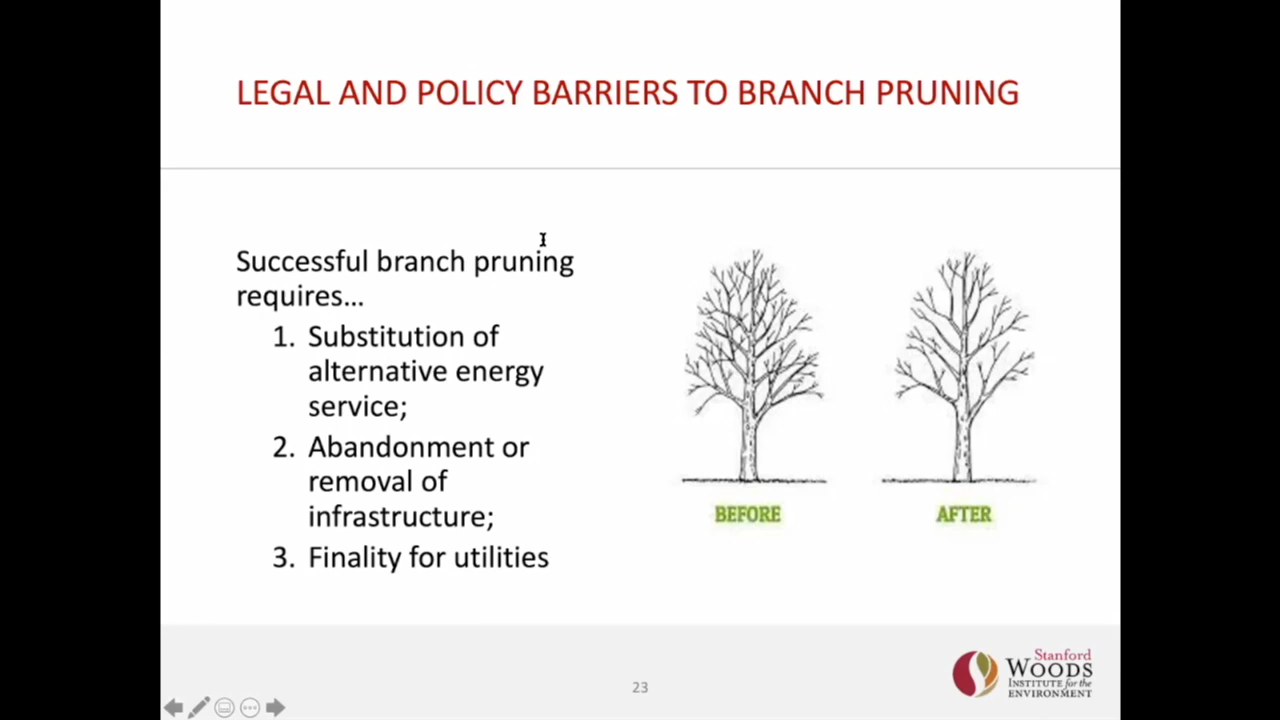 LEGAL AND POLICY BARRIERS TO BRANCH PRUNING
Successful branch pruning
requires...
1. Substitution of
alternative energy
service;
2. Abandonment or
removal of
infrastructure;
3. Finality for utilities
BEFORE
AFTER
23
Stanford
WOODS
INSTITUTE for the
ENVIRONMENT